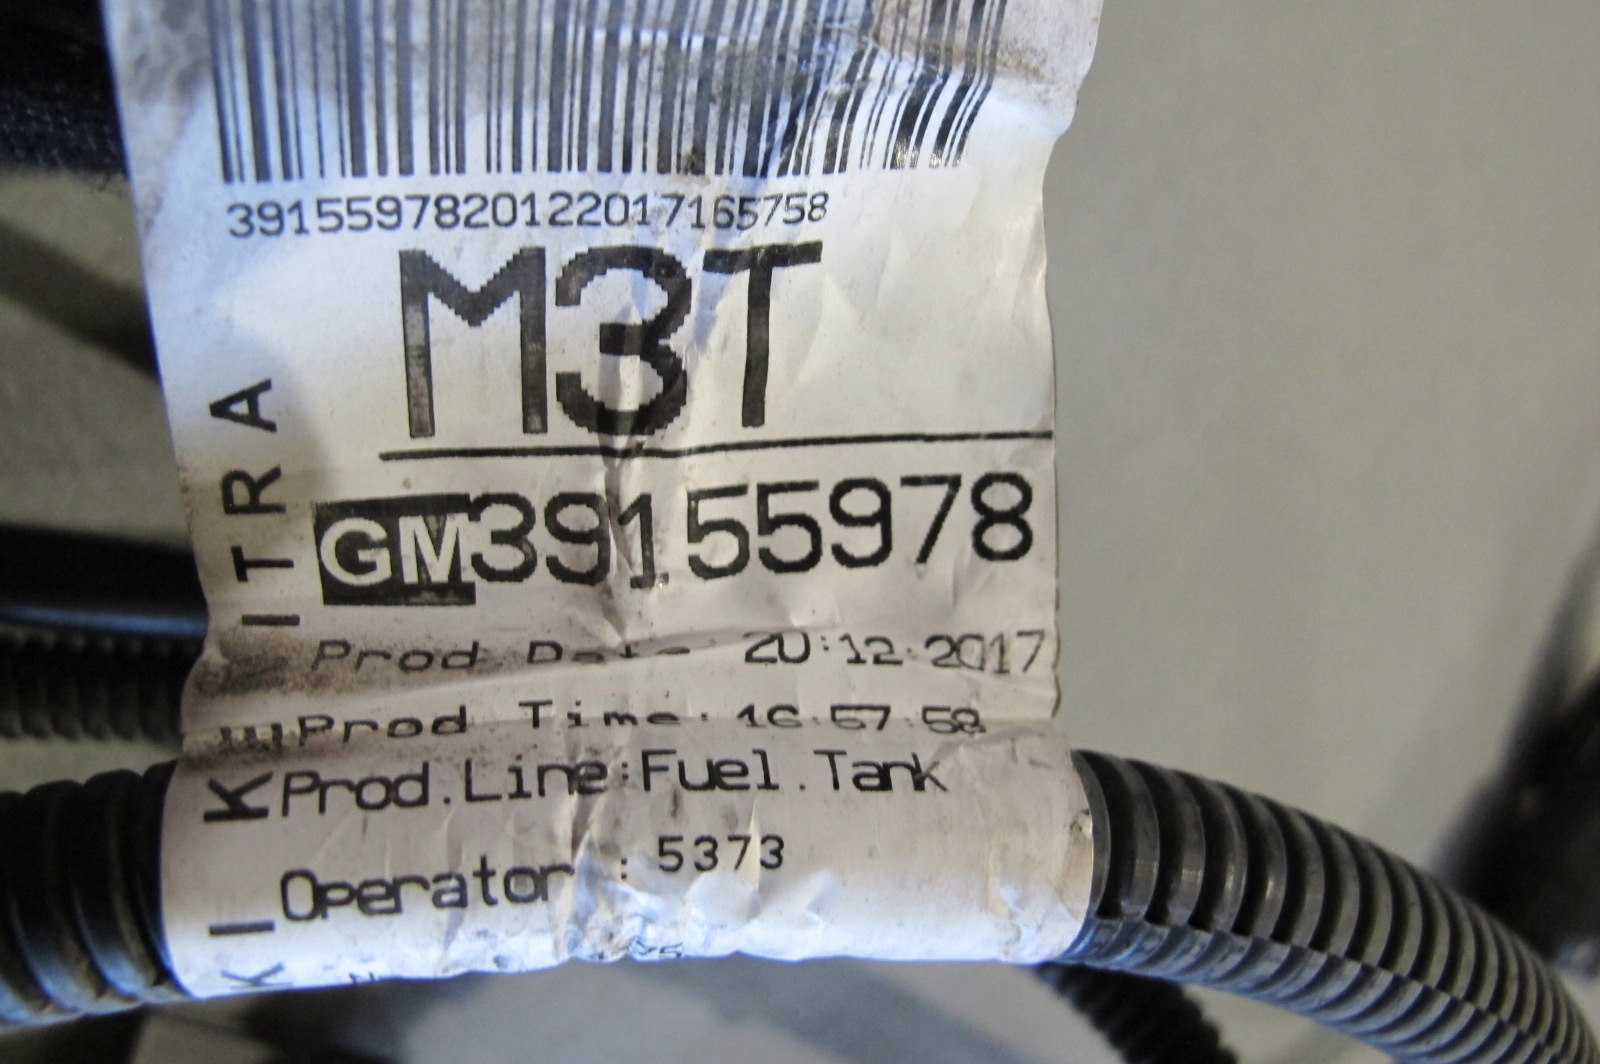 3915597820122017165758
M3T
GM39155978
Prod Date 20:12:2017
Prod Time: 16:57:58
Prod.Line:Fuel.Tank
Operator : 5373